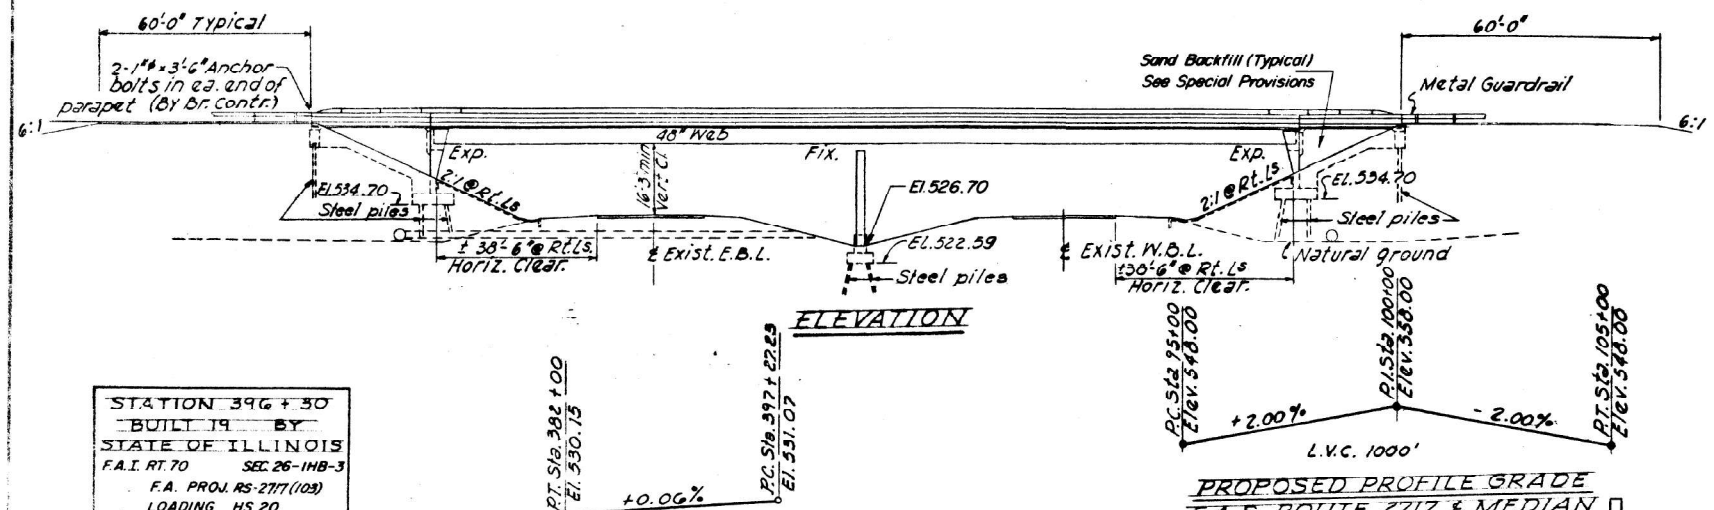 60'-0" Typical
60'-0"
2-1"ϕ x 3'-6" Anchor
bolts in ea. end of
parapet (By Br. Contr.)
Sand Backfill (Typical)
See Special Provisions
Metal Guardrail
6:1
6:1
48" Web
Exp.
Fix.
Exp.
16'-3" min
Vert. Cl.
2:1 @ Rt. Ls
2:1 @ Rt. Ls
El. 534.70
Steel piles
El. 526.70
El. 534.70
Steel piles
El. 522.59
Steel piles
± 38'-6" @ Rt. Ls.
Horiz. Clear.
℄ Exist. E.B.L.
℄ Exist. W.B.L.
±38'-6" @ Rt. Ls
Horiz. Clear.
Natural ground
ELEVATION
STATION 396 + 30
BUILT 19 BY
STATE OF ILLINOIS
F.A.I. RT. 70 SEC. 26-1HB-3
F.A. PROJ. RS-2717 (103)
LOADING HS 20
P.T. Sta. 382 + 00
El. 530.15
+0.06%
P.C. Sta. 397 + 27.23
El. 531.07
P.C. Sta 95+00
Elev. 548.00
+2.00%
P.I. Sta. 100+00
Elev. 558.00
- 2.00%
P.T. Sta. 105+00
Elev. 548.00
L.V.C. 1000'
PROPOSED PROFILE GRADE
ROUTE 2717 ℄ MEDIAN